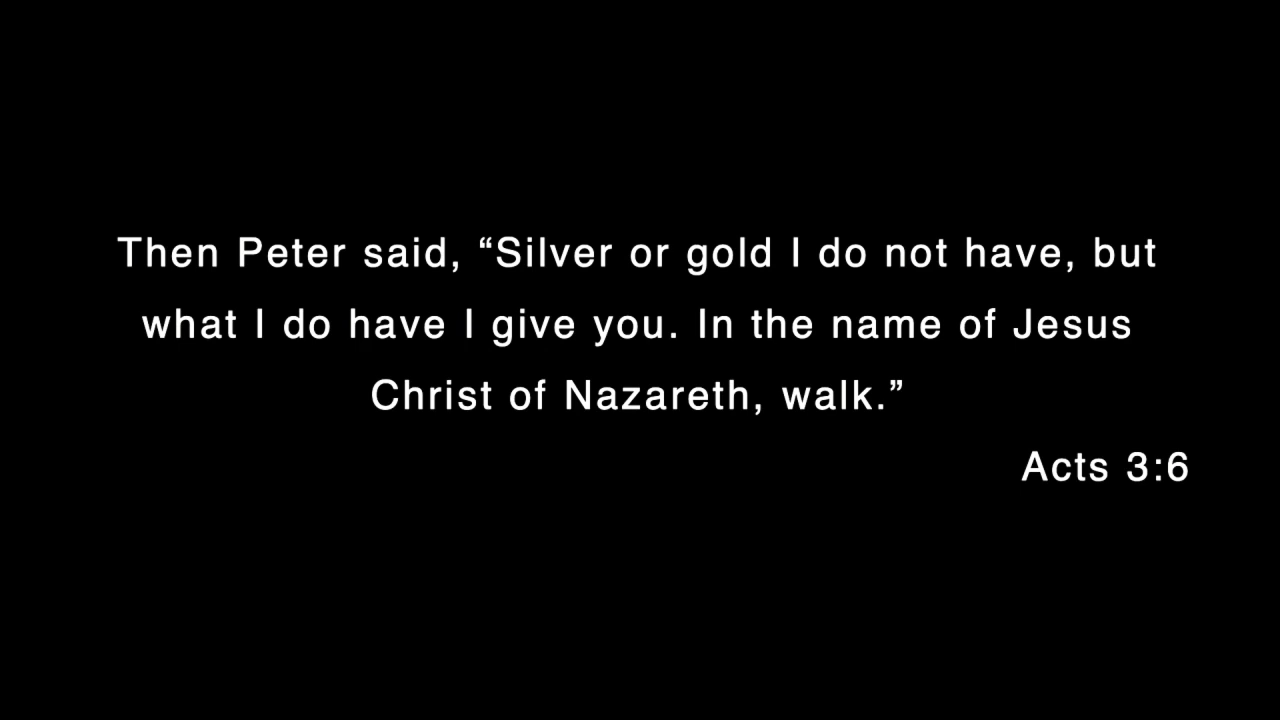 Then Peter said, “Silver or gold I do not have, but
what I do have I give you. In the name of Jesus
Christ of Nazareth, walk.”
Acts 3:6